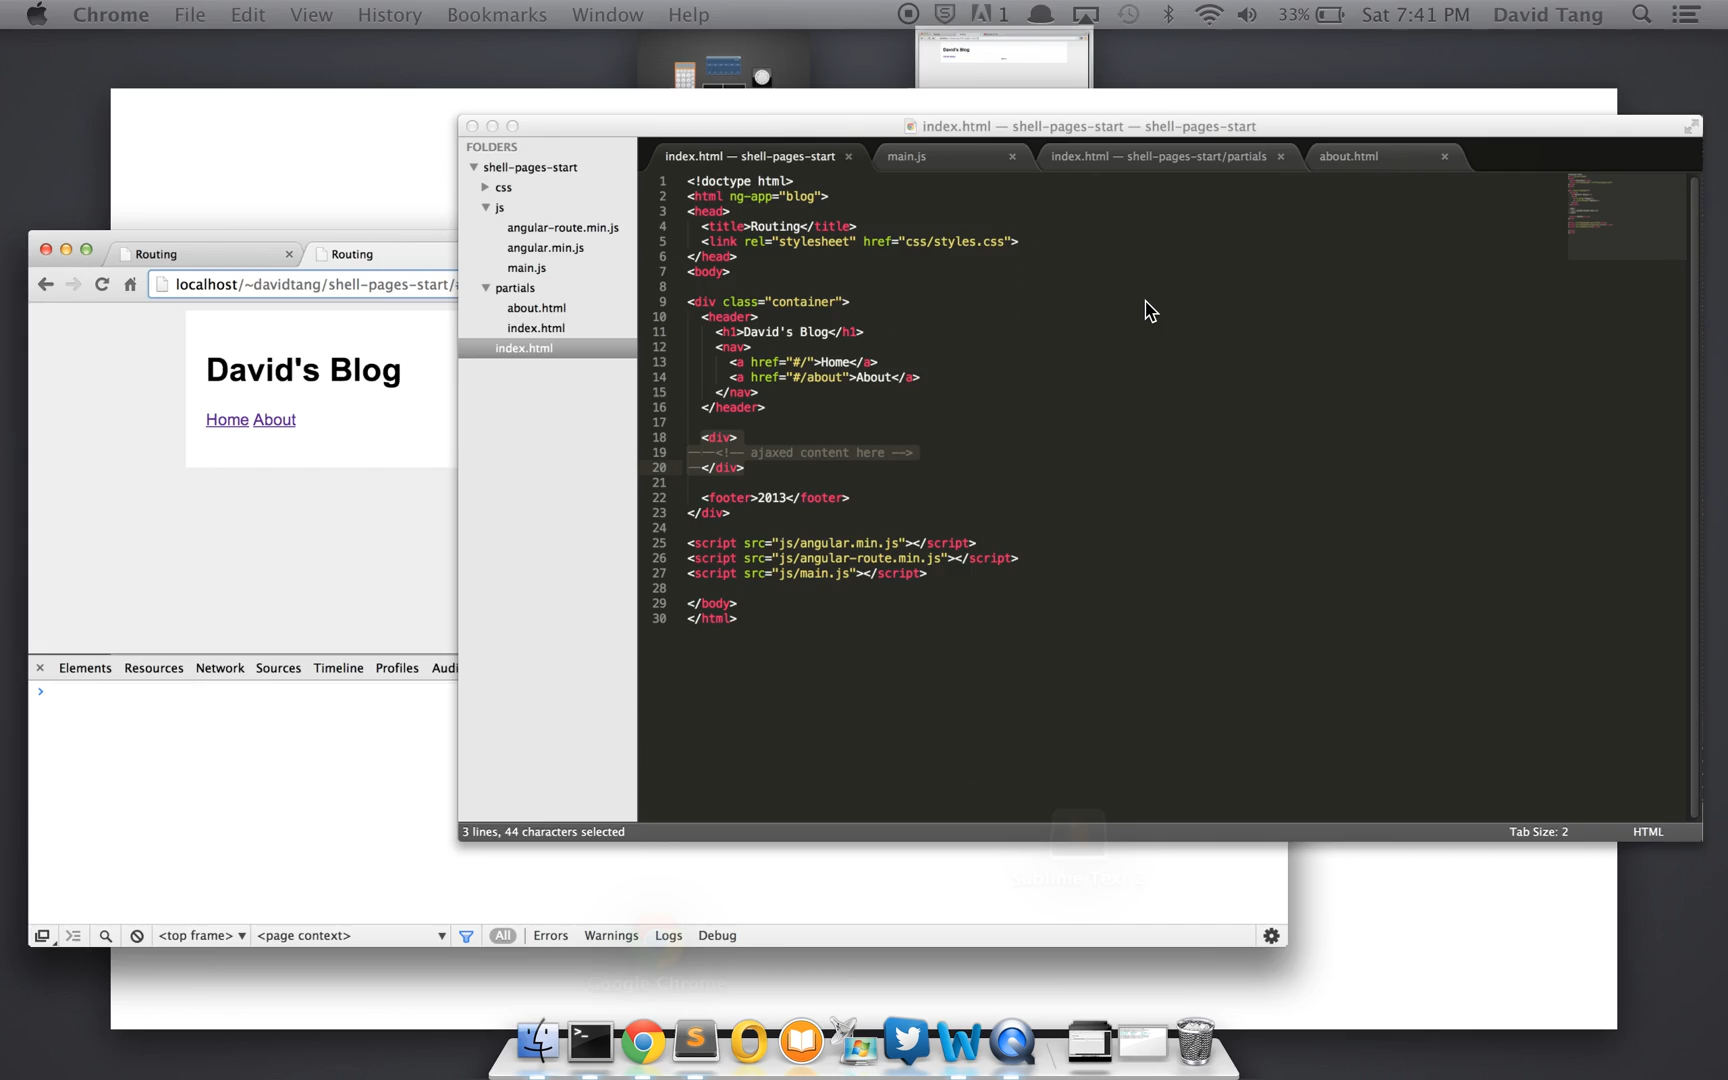 Chrome File Edit View History Bookmarks Window Help 1 33% Sat 7:41 PM David Tang
David's Blog
index.html — shell-pages-start — shell-pages-start
FOLDERS
shell-pages-start
css
js
angular-route.min.js
angular.min.js
main.js
partials
about.html
index.html
index.html
index.html — shell-pages-start × main.js × index.html — shell-pages-start/partials × about.html ×
1 <!doctype html>
2 <html ng-app="blog">
3 <head>
4 <title>Routing</title>
5 <link rel="stylesheet" href="css/styles.css">
6 </head>
7 <body>
8
9 <div class="container">
10 <header>
11 <h1>David's Blog</h1>
12 <nav>
13 <a href="#/">Home</a>
14 <a href="#/about">About</a>
15 </nav>
16 </header>
17
18 <div>
19 <!-- ajaxed content here -->
20 </div>
21
22 <footer>2013</footer>
23 </div>
24
25 <script src="js/angular.min.js"></script>
26 <script src="js/angular-route.min.js"></script>
27 <script src="js/main.js"></script>
28
29 </body>
30 </html>
3 lines, 44 characters selected Tab Size: 2 HTML
Routing × Routing
localhost/~davidtang/shell-pages-start/
David's Blog
Home About
× Elements Resources Network Sources Timeline Profiles Audi
>
<top frame> ▼ <page context> ▼ All Errors Warnings Logs Debug
Sublime Text 2
Google Chrome